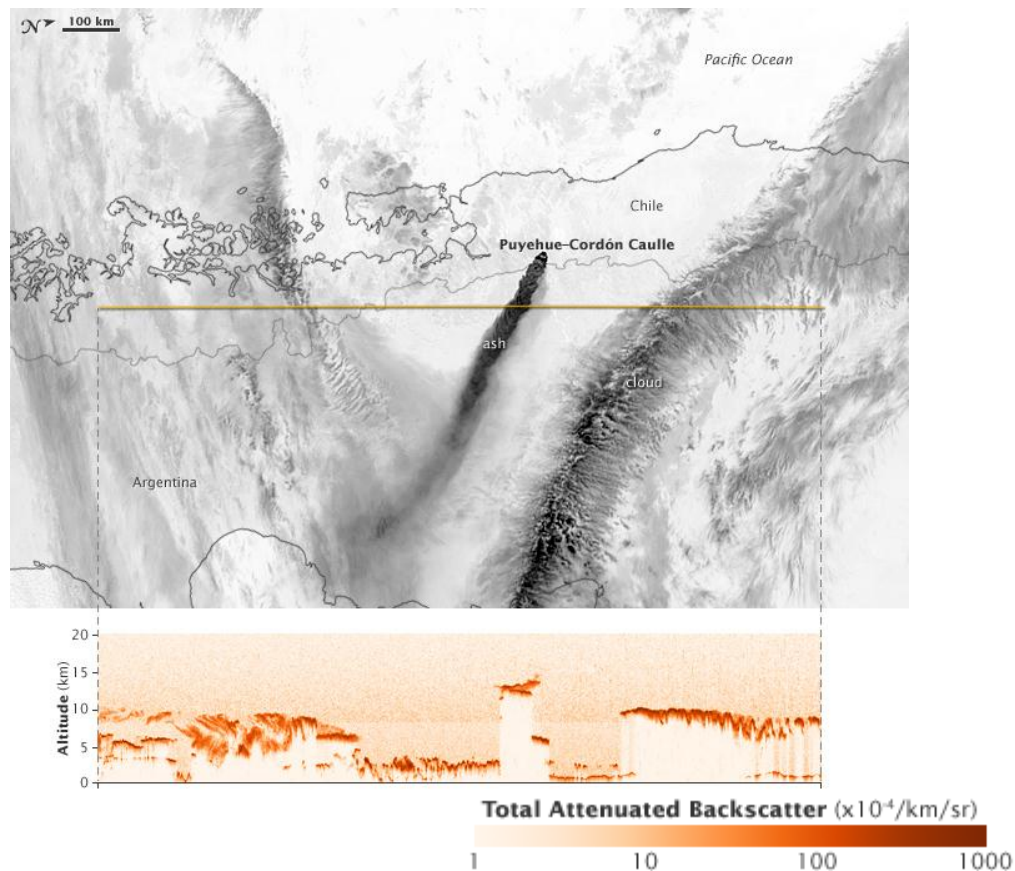 N 100 km
Pacific Ocean
Chile
Puyehue–Cordón Caulle
ash
cloud
Argentina
20
15
10
5
0
Altitude (km)
Total Attenuated Backscatter (x10⁻⁴/km/sr)
1 10 100 1000